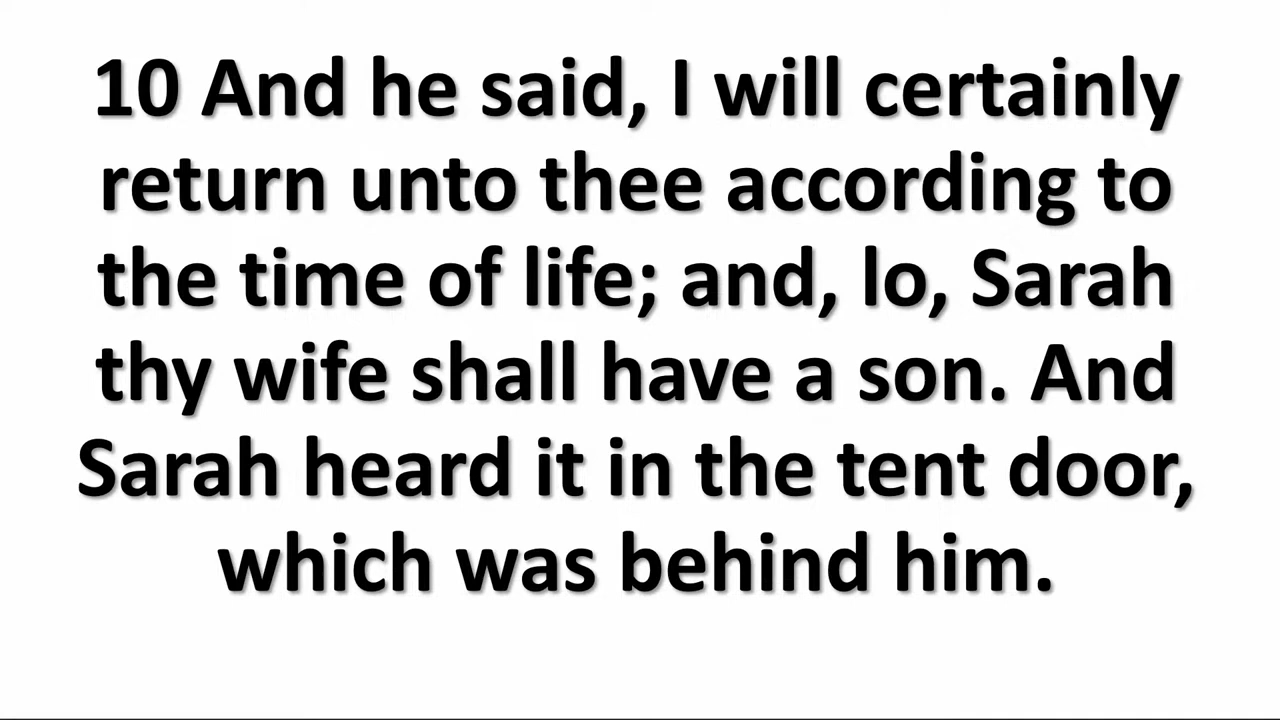 10 And he said, I will certainly
return unto thee according to
the time of life; and, lo, Sarah
thy wife shall have a son. And
Sarah heard it in the tent door,
which was behind him.